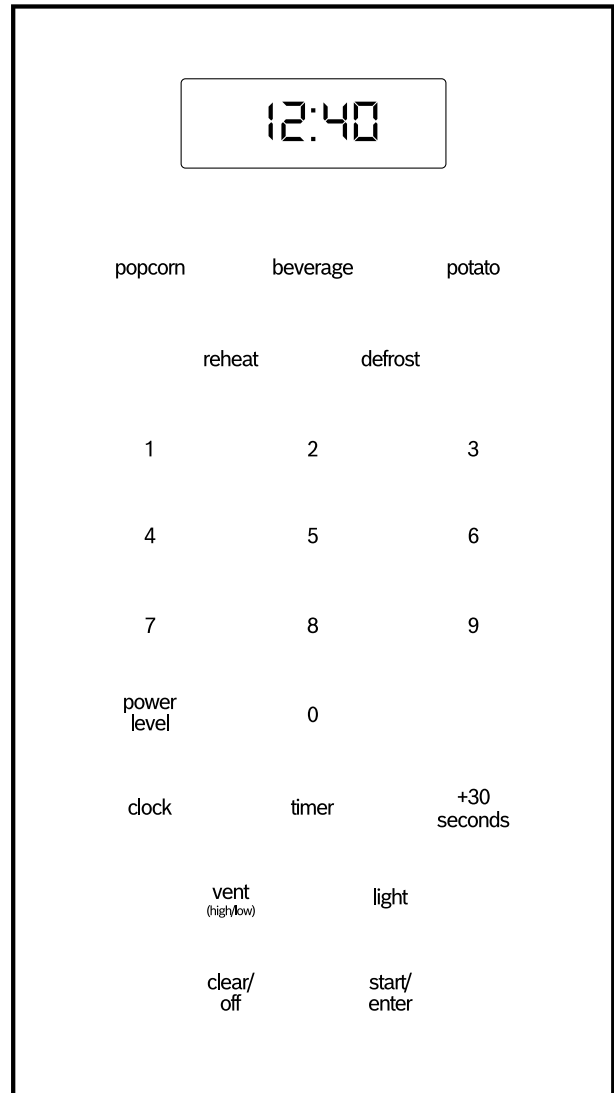 12:40
popcorn beverage potato
reheat defrost
1 2 3
4 5 6
7 8 9
power
level
0
clock timer
+30
seconds
vent
(high/low)
light
clear/
off
start/
enter